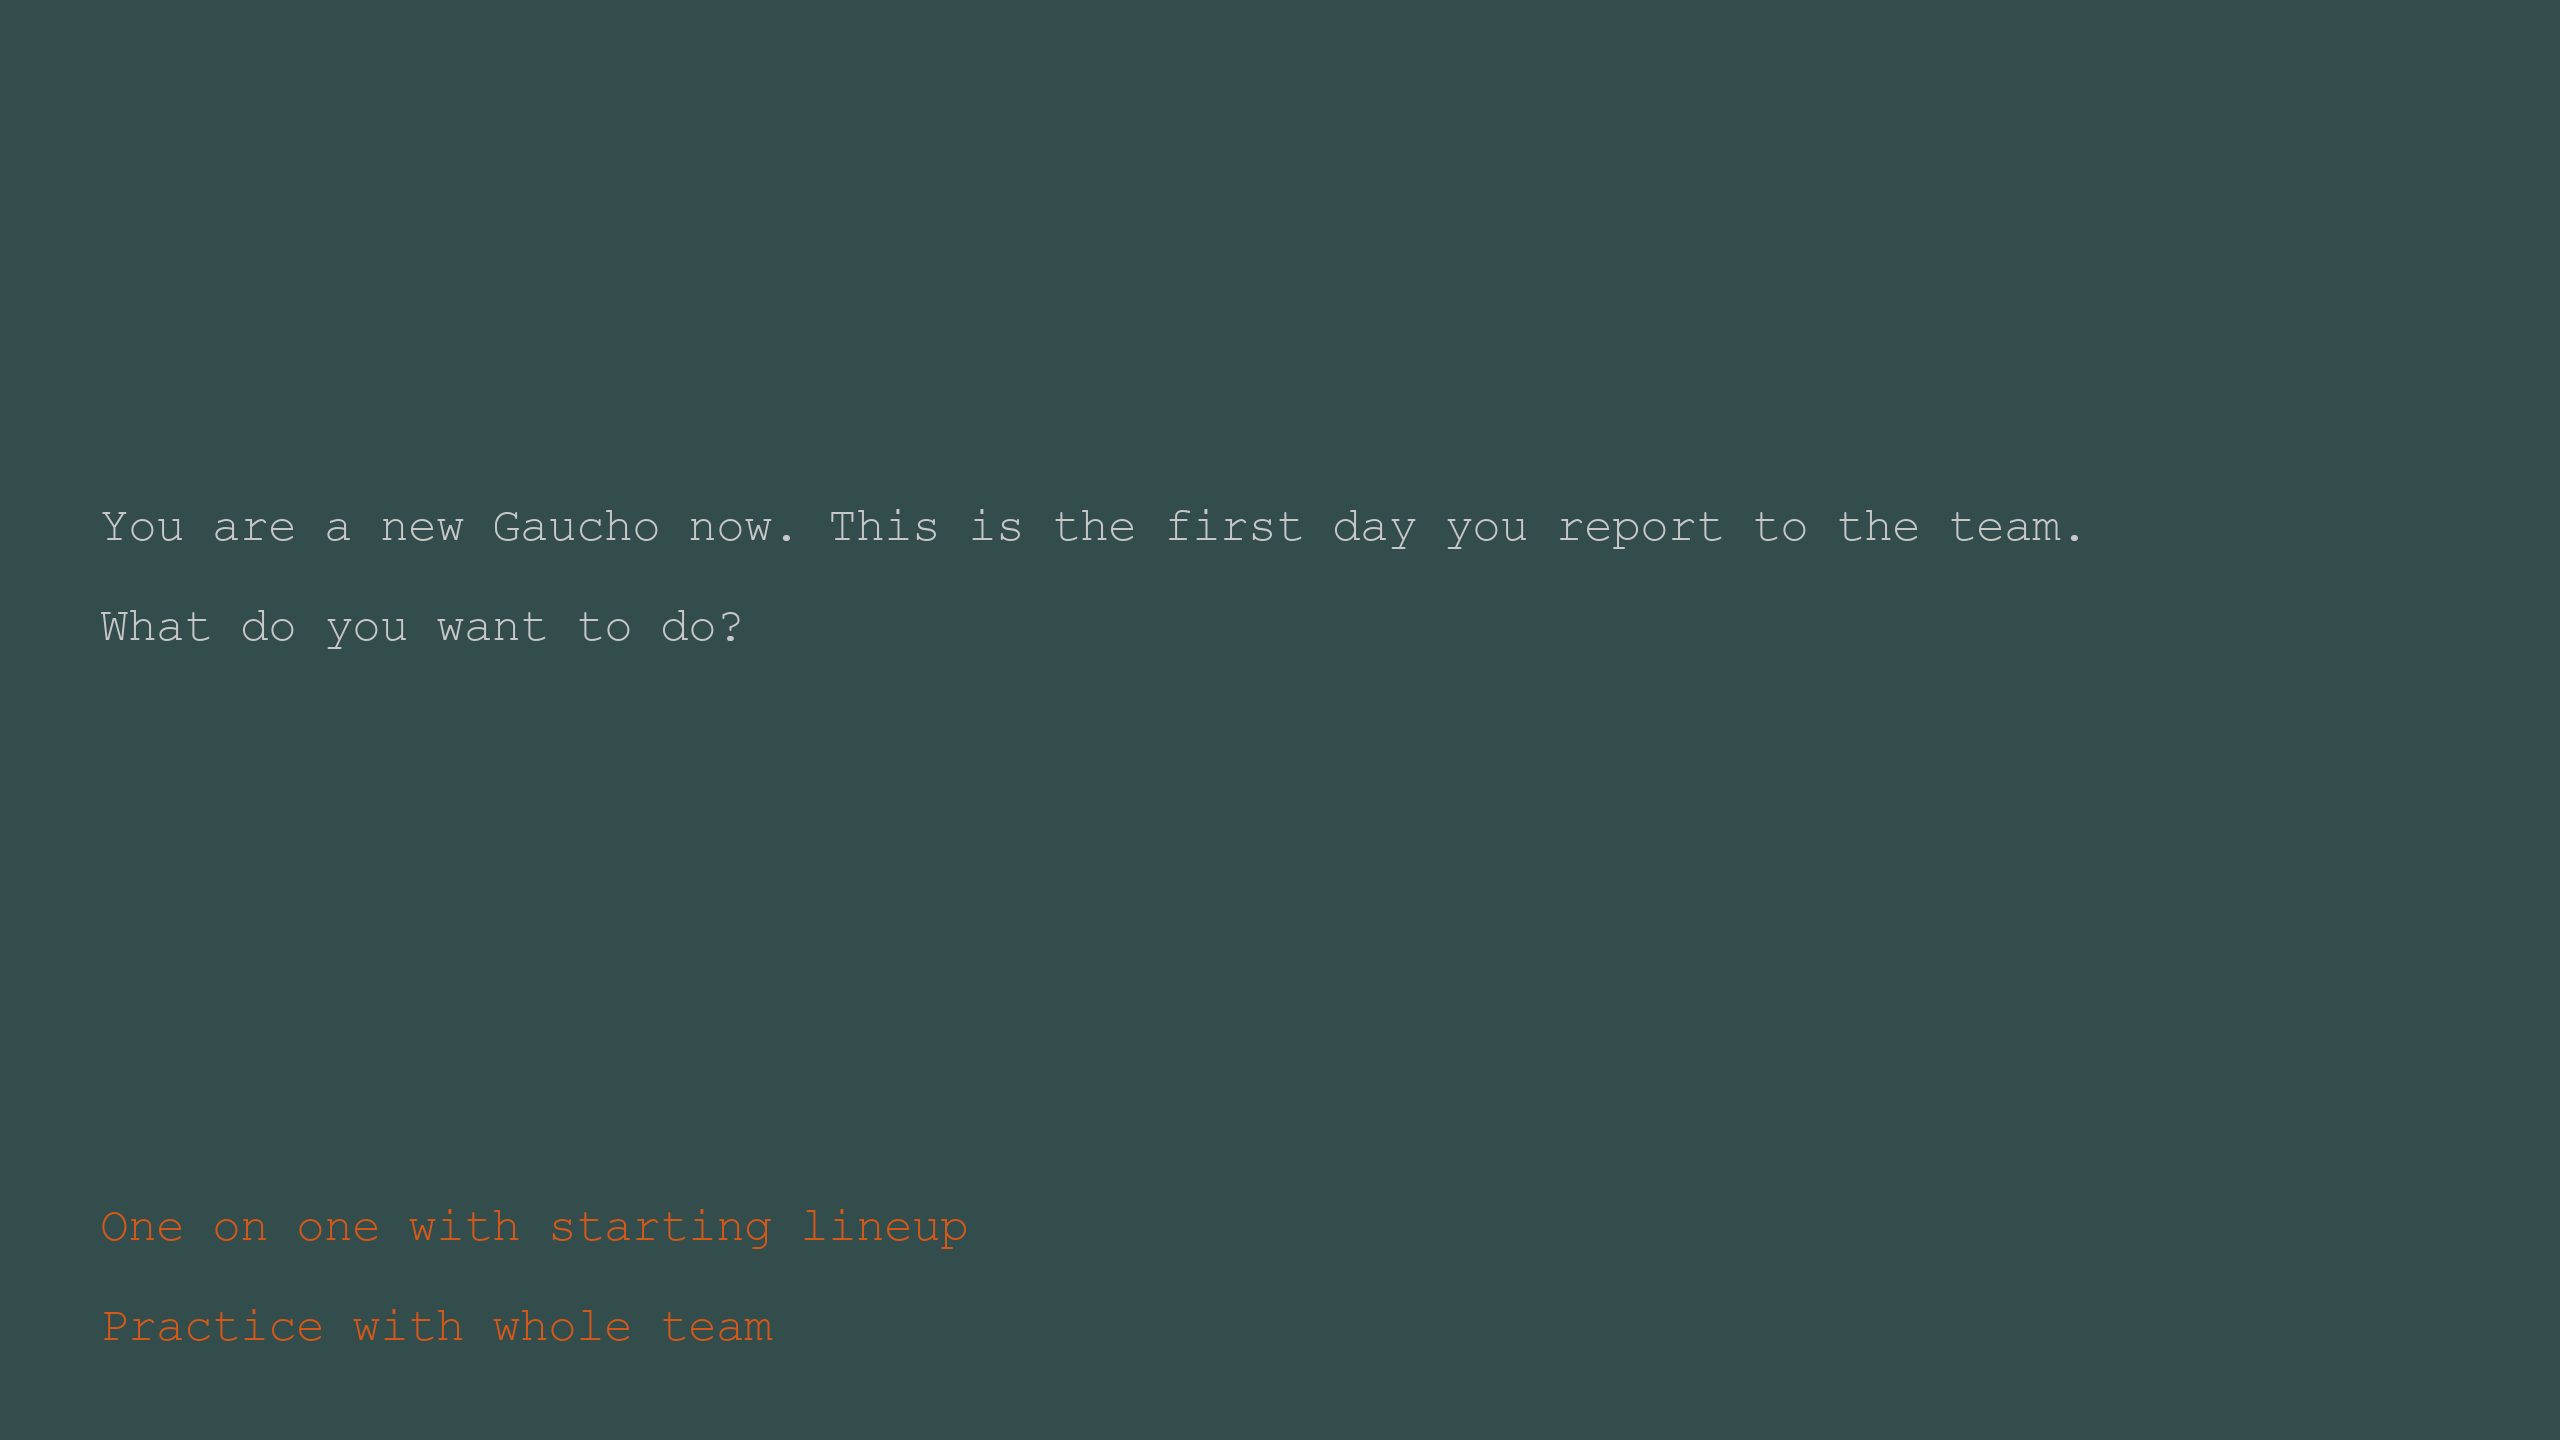 You are a new Gaucho now. This is the first day you report to the team.
What do you want to do?
One on one with starting lineup
Practice with whole team